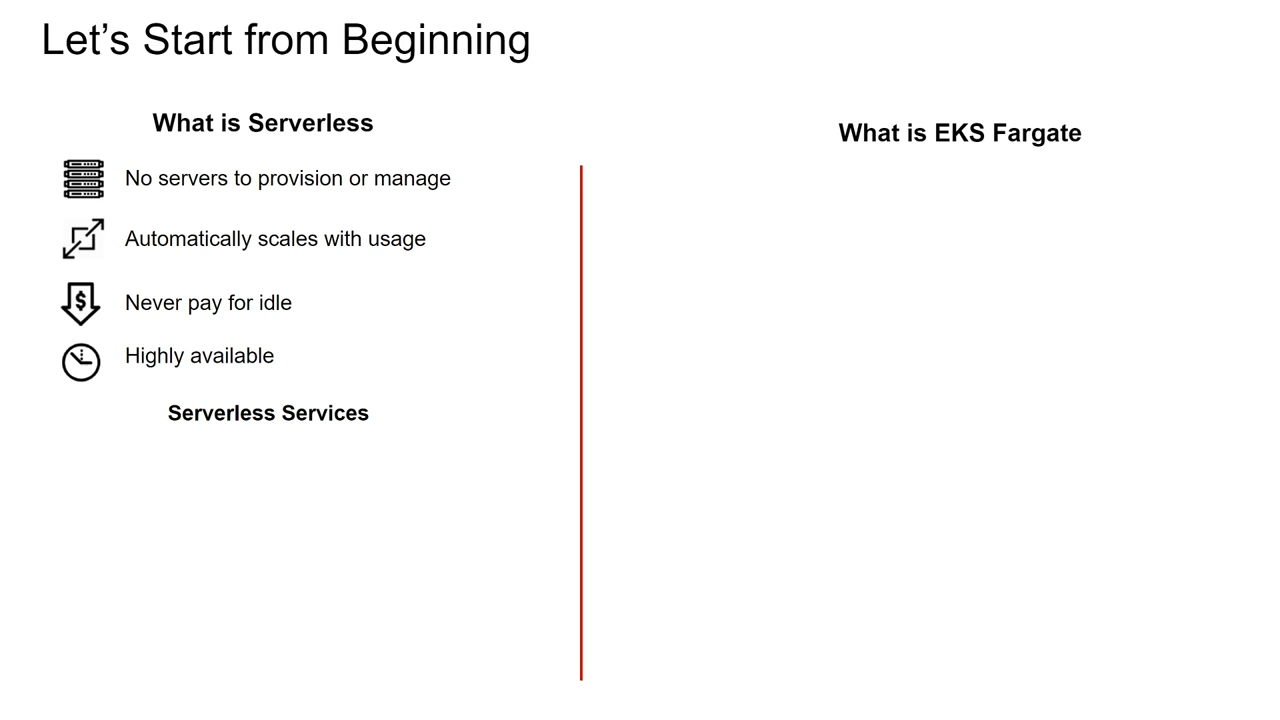 Let’s Start from Beginning
What is Serverless
No servers to provision or manage
Automatically scales with usage
$
Never pay for idle
Highly available
Serverless Services
What is EKS Fargate